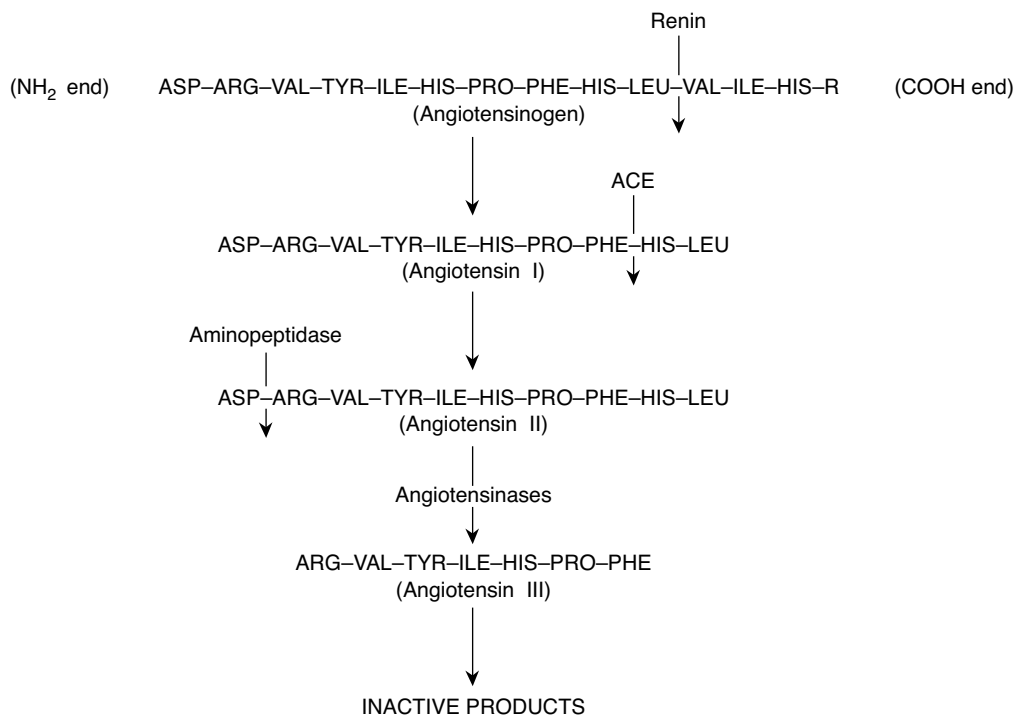 Renin
(NH2 end) ASP–ARG–VAL–TYR–ILE–HIS–PRO–PHE–HIS–LEU–VAL–ILE–HIS–R (COOH end)
(Angiotensinogen)
ACE
ASP–ARG–VAL–TYR–ILE–HIS–PRO–PHE–HIS–LEU
(Angiotensin I)
Aminopeptidase
ASP–ARG–VAL–TYR–ILE–HIS–PRO–PHE–HIS–LEU
(Angiotensin II)
Angiotensinases
ARG–VAL–TYR–ILE–HIS–PRO–PHE
(Angiotensin III)
INACTIVE PRODUCTS